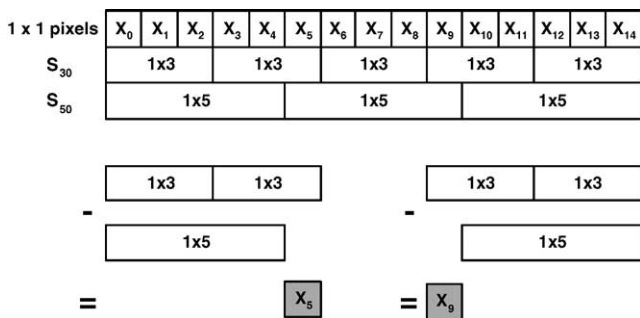 1 x 1 pixels X₀ X₁ X₂ X₃ X₄ X₅ X₆ X₇ X₈ X₉ X₁₀ X₁₁ X₁₂ X₁₃ X₁₄
S₃₀ 1x3 1x3 1x3 1x3 1x3
S₅₀ 1x5 1x5 1x5
1x3 1x3 1x3 1x3
- -
1x5 1x5
= X₅ = X₉